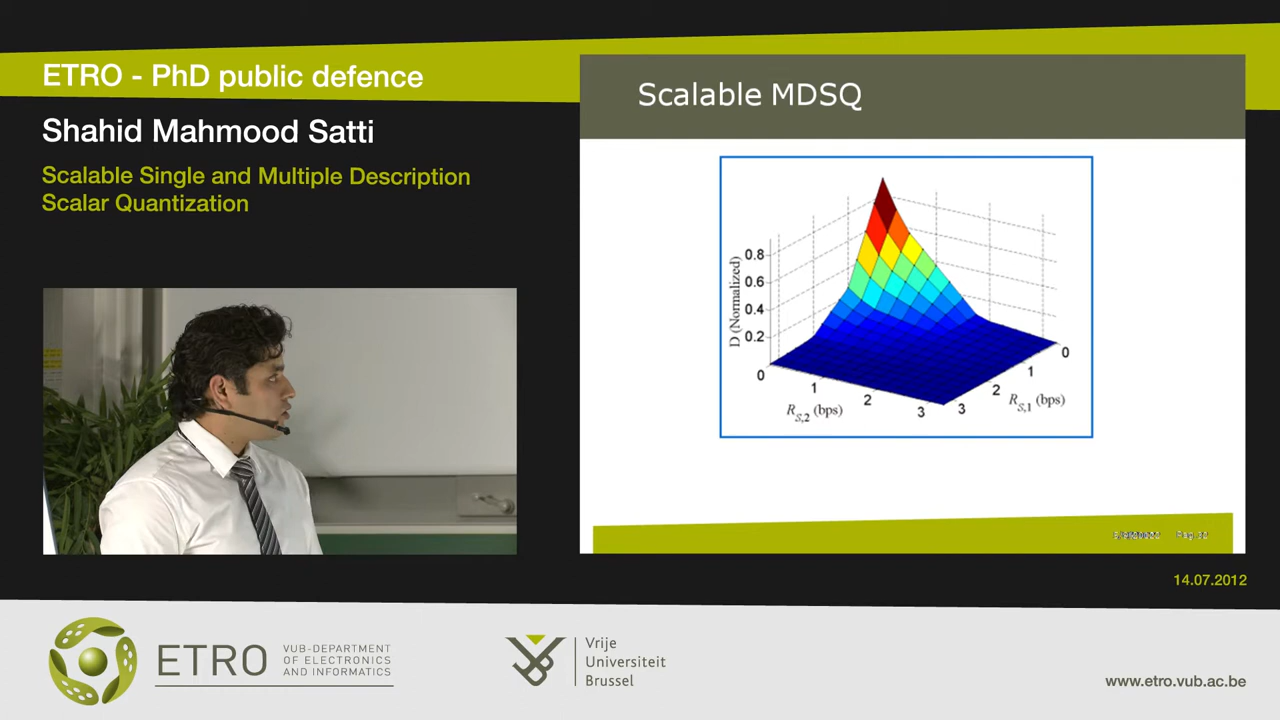 ETRO - PhD public defence
Shahid Mahmood Satti
Scalable Single and Multiple Description
Scalar Quantization
Scalable MDSQ
D (Normalized)
0.8
0.6
0.4
0.2
0
1
2
3
R_S,2 (bps)
3
2
1
0
R_S,1 (bps)
14.07.2012
ETRO
VUB-DEPARTMENT
OF ELECTRONICS
AND INFORMATICS
Vrije
Universiteit
Brussel
www.etro.vub.ac.be